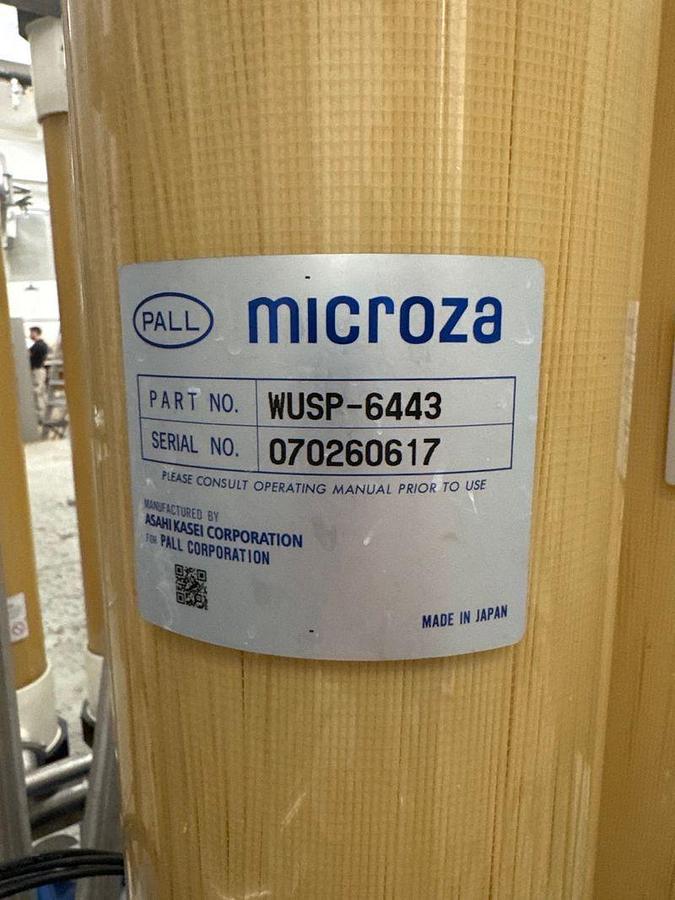 PALL microza
PART NO. WUSP-6443
SERIAL NO. 070260617
PLEASE CONSULT OPERATING MANUAL PRIOR TO USE
MANUFACTURED BY
ASAHI KASEI CORPORATION
FOR PALL CORPORATION
MADE IN JAPAN